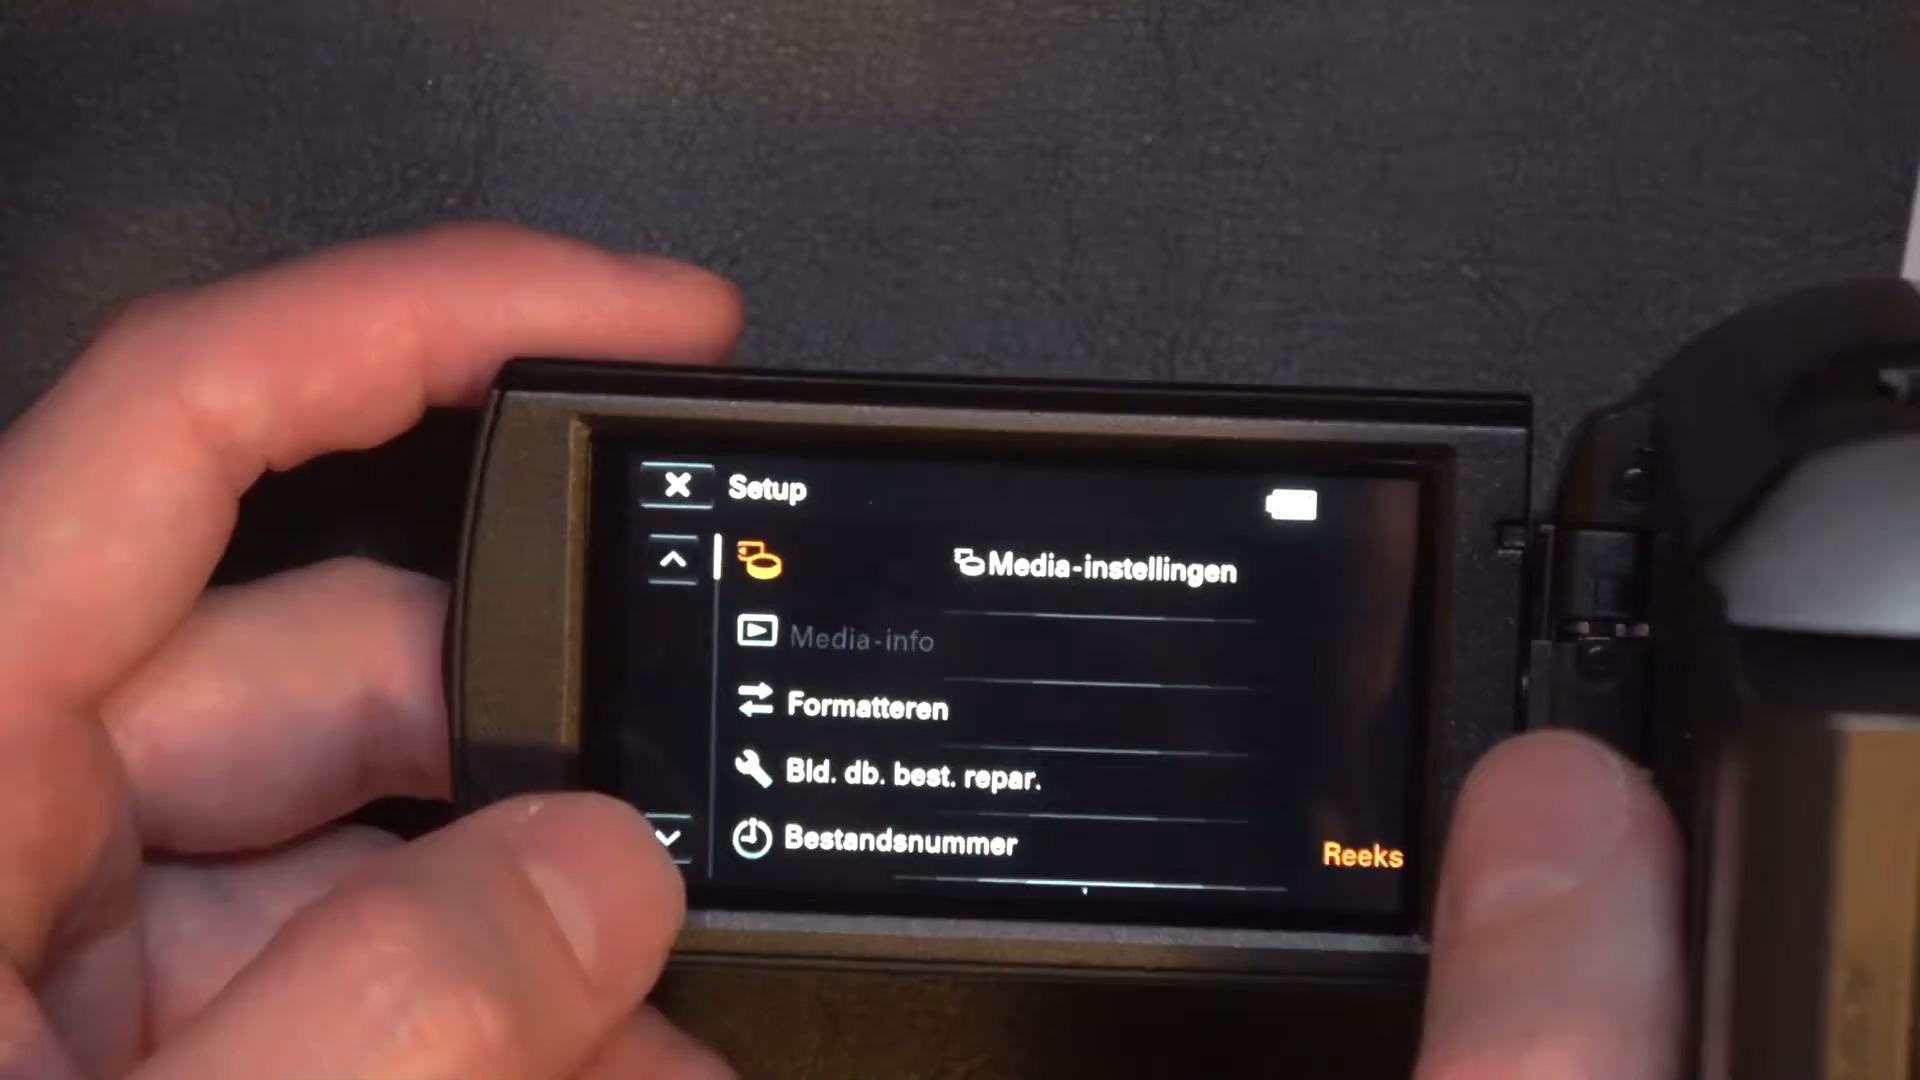 Setup
Media-instellingen
Media-info
Formatteren
Bld. db. best. repar.
Bestandsnummer Reeks